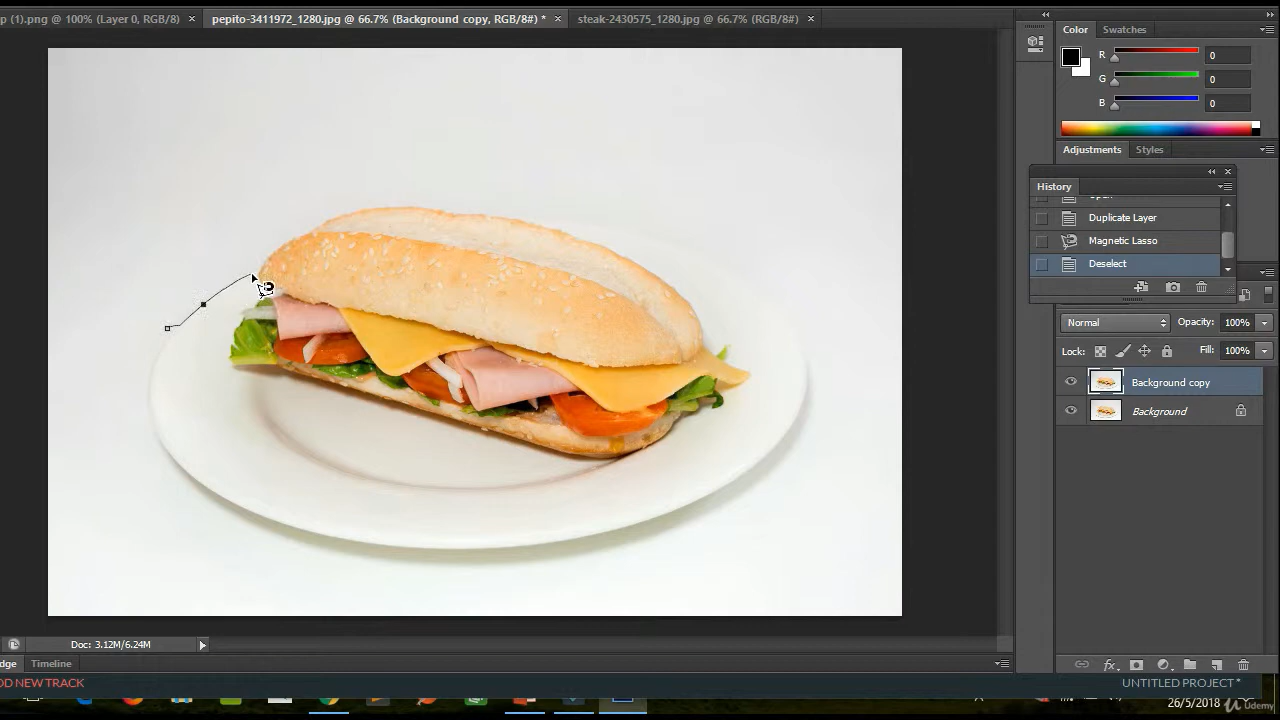 p (1).png @ 100% (Layer 0, RGB/8) × pepito-3411972_1280.jpg @ 66.7% (Background copy, RGB/8#) * × steak-2430575_1280.jpg @ 66.7% (RGB/8#) ×
Color Swatches
R 0
G 0
B 0
Adjustments Styles
History
Open
Duplicate Layer
Magnetic Lasso
Deselect
Normal Opacity: 100%
Lock: Fill: 100%
Background copy
Background
fx
Doc: 3.12M/6.24M
dge Timeline
DD NEW TRACK UNTITLED PROJECT *
26/5/2018 Udemy